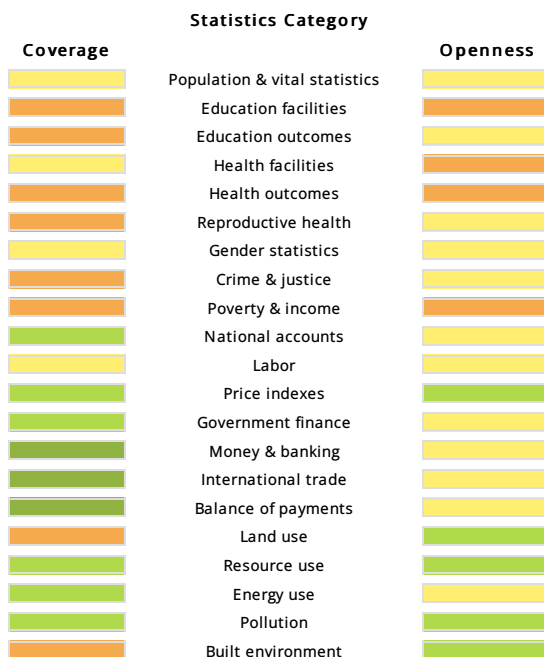 Statistics Category
Coverage
Openness
Population & vital statistics
Education facilities
Education outcomes
Health facilities
Health outcomes
Reproductive health
Gender statistics
Crime & justice
Poverty & income
National accounts
Labor
Price indexes
Government finance
Money & banking
International trade
Balance of payments
Land use
Resource use
Energy use
Pollution
Built environment